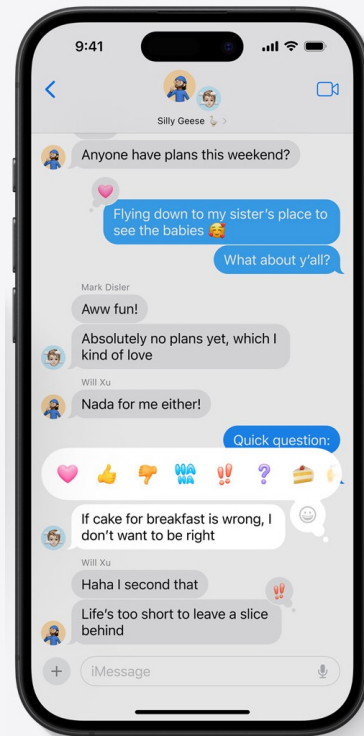 9:41
Silly Geese
Anyone have plans this weekend?
Flying down to my sister’s place to
see the babies 🥰
What about y’all?
Mark Disler
Aww fun!
Absolutely no plans yet, which I
kind of love
Will Xu
Nada for me either!
Quick question:
HA
HA
If cake for breakfast is wrong, I
don’t want to be right
Will Xu
Haha I second that
Life’s too short to leave a slice
behind
iMessage